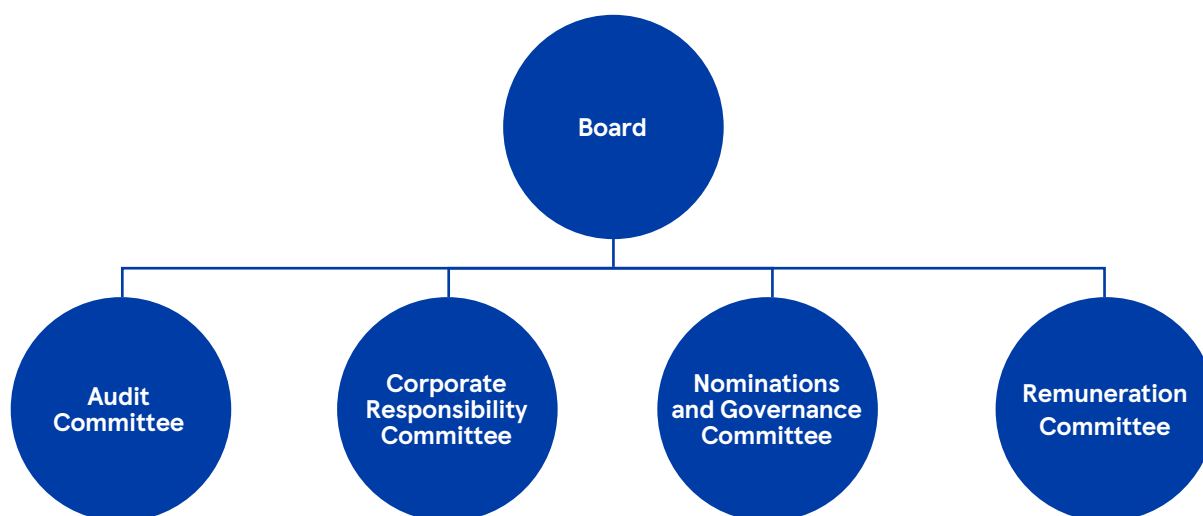 Board
Audit
Committee
Corporate
Responsibility
Committee
Nominations
and Governance
Committee
Remuneration
Committee